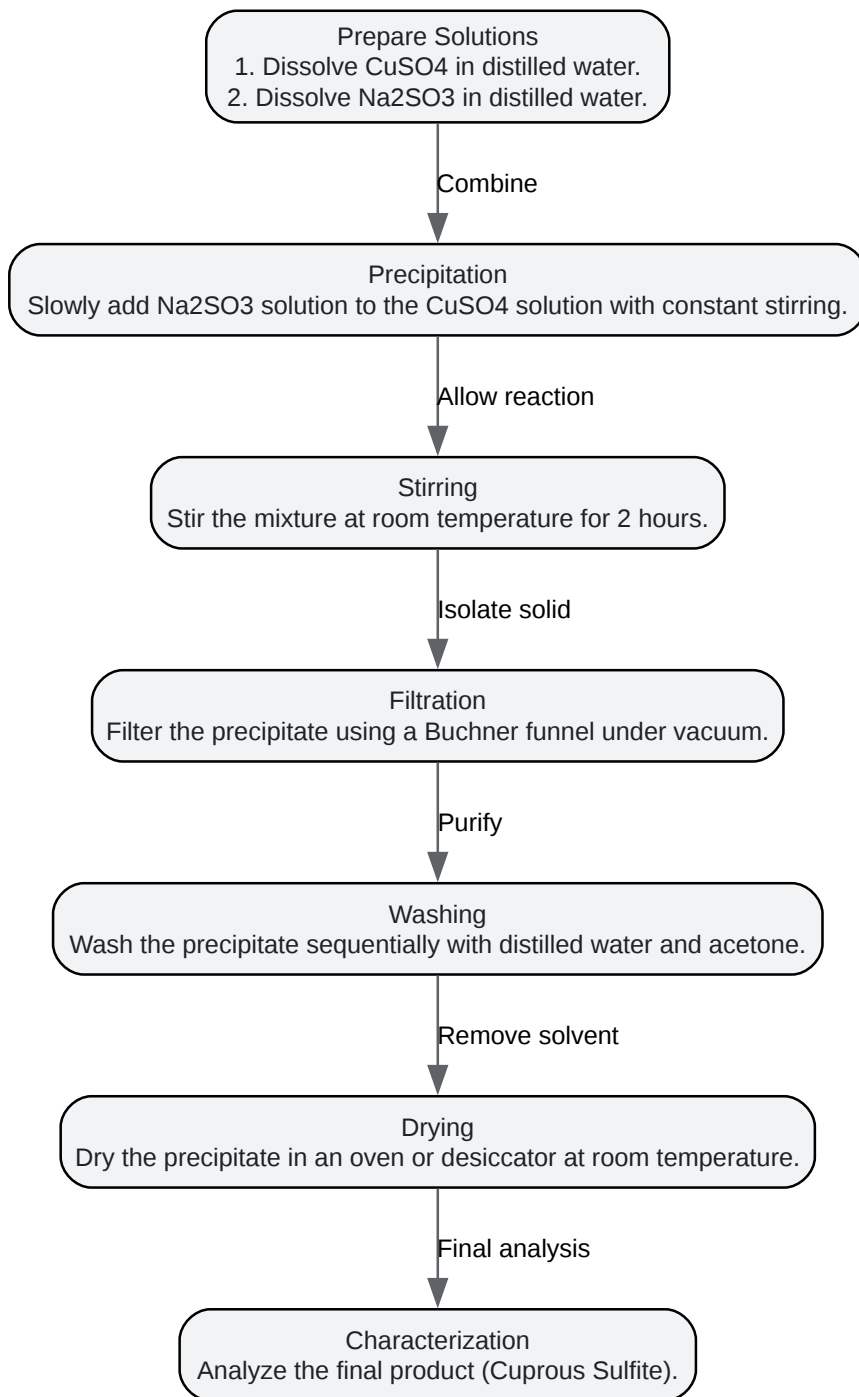 Prepare Solutions
1. Dissolve CuSO4 in distilled water.
2. Dissolve Na2SO3 in distilled water.
Combine
Precipitation
Slowly add Na2SO3 solution to the CuSO4 solution with constant stirring.
Allow reaction
Stirring
Stir the mixture at room temperature for 2 hours.
Isolate solid
Filtration
Filter the precipitate using a Buchner funnel under vacuum.
Purify
Washing
Wash the precipitate sequentially with distilled water and acetone.
Remove solvent
Drying
Dry the precipitate in an oven or desiccator at room temperature.
Final analysis
Characterization
Analyze the final product (Cuprous Sulfite).